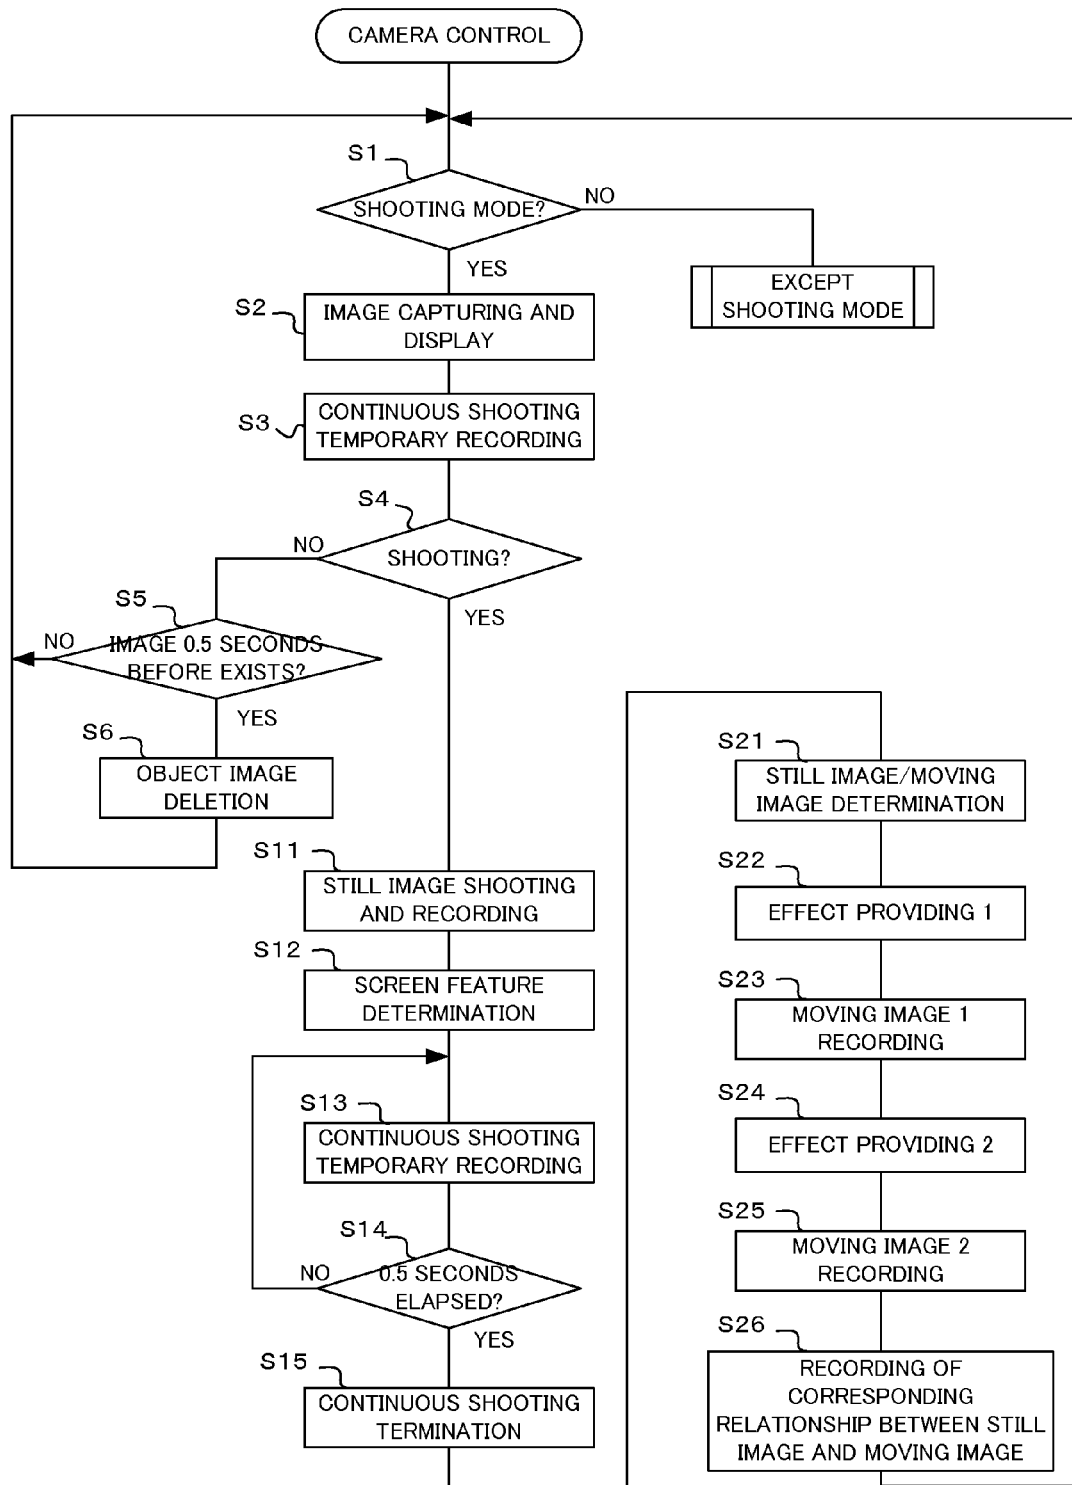 CAMERA CONTROL
S1
SHOOTING MODE?
NO
YES
EXCEPT
SHOOTING MODE
S2
IMAGE CAPTURING AND
DISPLAY
S3
CONTINUOUS SHOOTING
TEMPORARY RECORDING
S4
SHOOTING?
NO
YES
S5
IMAGE 0.5 SECONDS
BEFORE EXISTS?
NO
YES
S6
OBJECT IMAGE
DELETION
S11
STILL IMAGE SHOOTING
AND RECORDING
S12
SCREEN FEATURE
DETERMINATION
S13
CONTINUOUS SHOOTING
TEMPORARY RECORDING
S14
0.5 SECONDS
ELAPSED?
NO
YES
S15
CONTINUOUS SHOOTING
TERMINATION
S21
STILL IMAGE/MOVING
IMAGE DETERMINATION
S22
EFFECT PROVIDING 1
S23
MOVING IMAGE 1
RECORDING
S24
EFFECT PROVIDING 2
S25
MOVING IMAGE 2
RECORDING
S26
RECORDING OF
CORRESPONDING
RELATIONSHIP BETWEEN STILL
IMAGE AND MOVING IMAGE